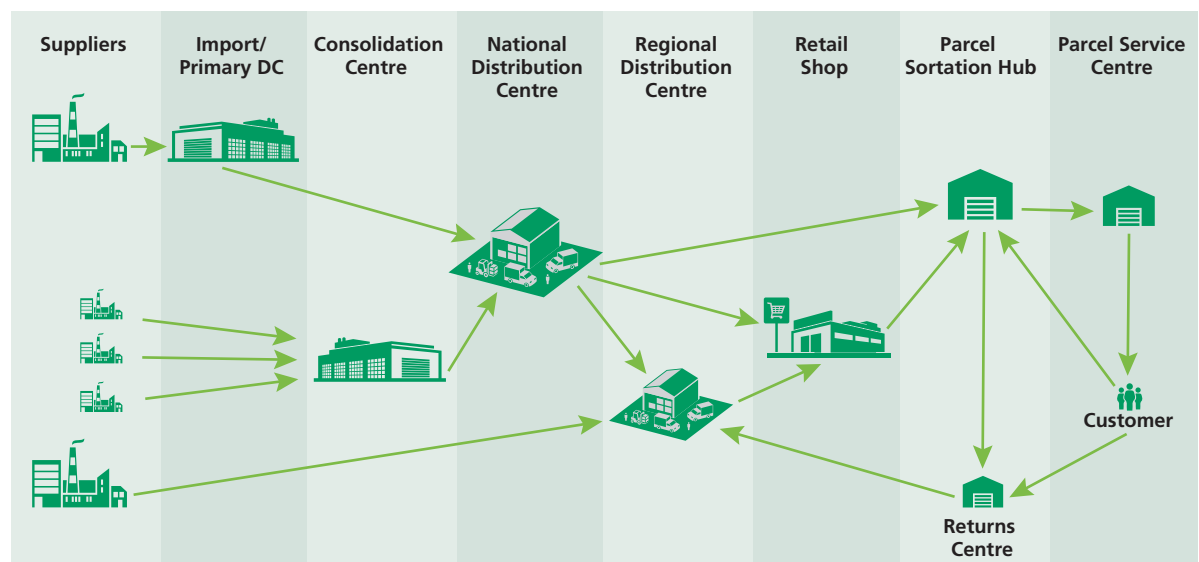 Suppliers
Import/
Primary DC
Consolidation
Centre
National
Distribution
Centre
Regional
Distribution
Centre
Retail
Shop
Parcel
Sortation Hub
Parcel Service
Centre
Customer
Returns
Centre